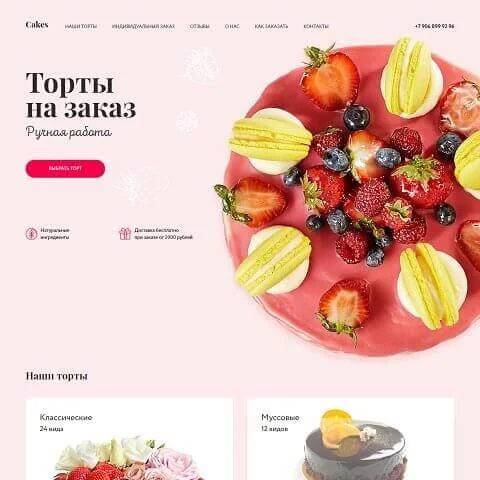 Cakes
НАШИ ТОРТЫ
ИНДИВИДУАЛЬНЫЙ ЗАКАЗ
ОТЗЫВЫ
О НАС
КАК ЗАКАЗАТЬ
КОНТАКТЫ
+7 906 899 92 96
Торты
на заказ
Ручная работа
ВЫБРАТЬ ТОРТ
Натуральные
ингредиенты
Доставка бесплатно
при заказе от 2900 рублей
Наши торты
Классические
24 вида
Муссовые
12 видов